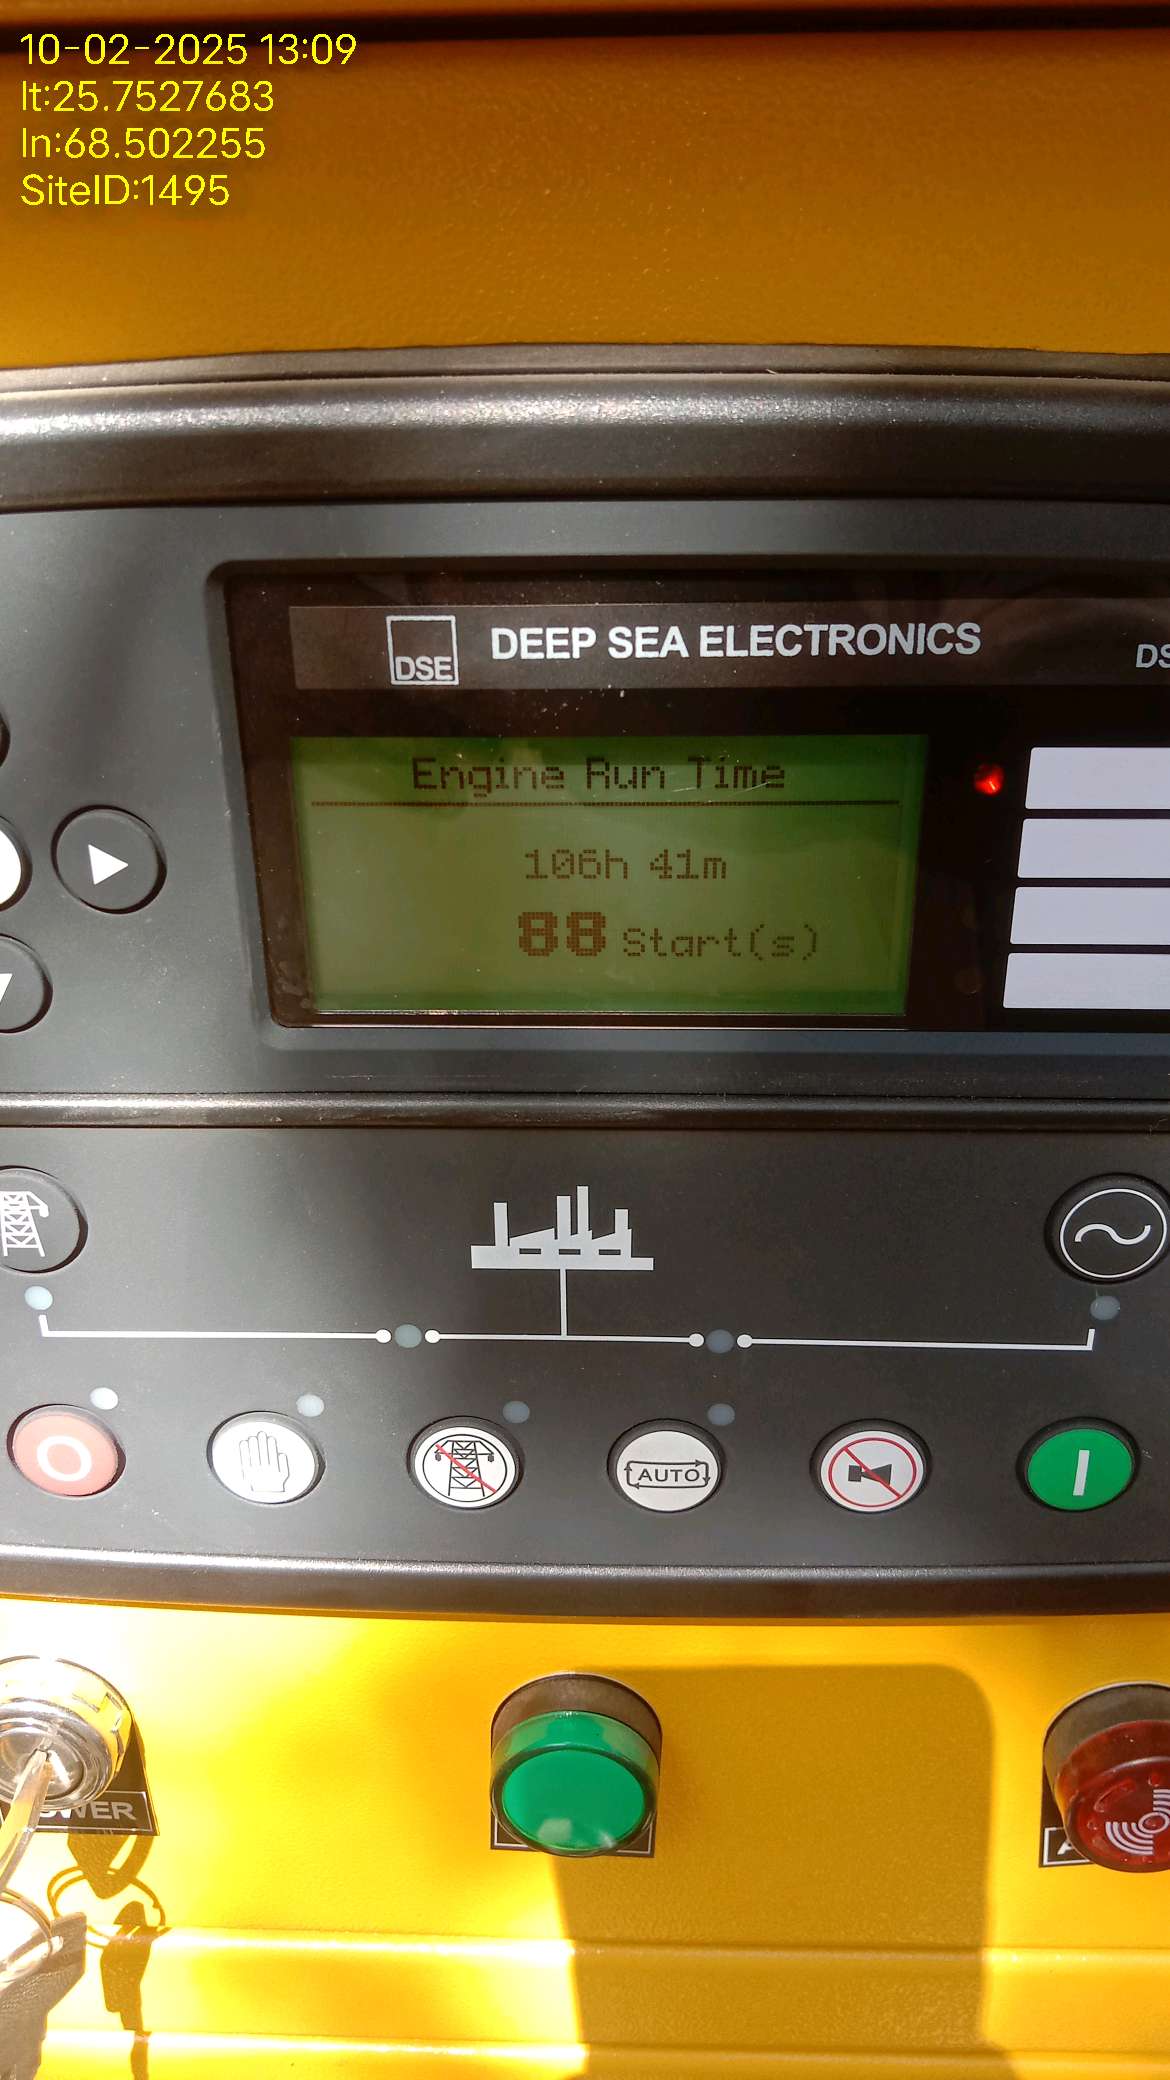 10-02-2025 13:09
lt:25.7527683
ln:68.502255
SiteID:1495
DSE DEEP SEA ELECTRONICS
Engine Run Time
106h 41m
88 Start(s)
AUTO